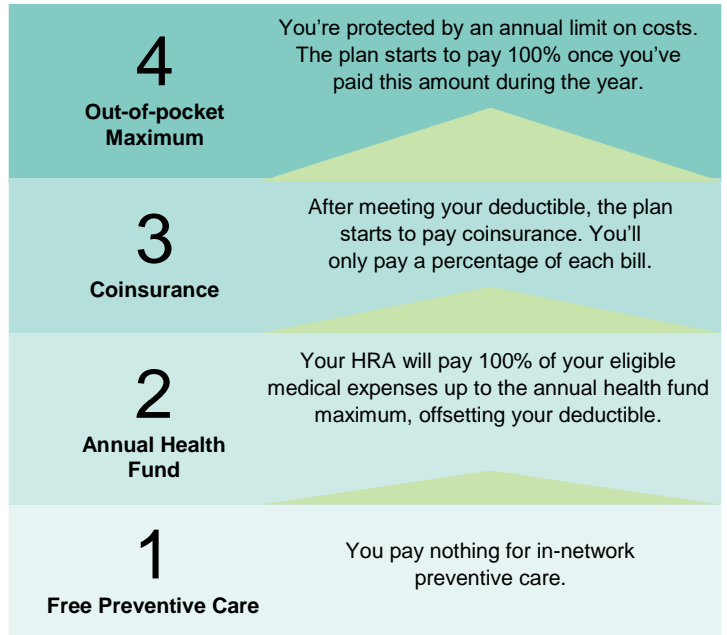 4
Out-of-pocket
Maximum
You’re protected by an annual limit on costs.
The plan starts to pay 100% once you’ve
paid this amount during the year.
3
Coinsurance
After meeting your deductible, the plan
starts to pay coinsurance. You’ll
only pay a percentage of each bill.
2
Annual Health
Fund
Your HRA will pay 100% of your eligible
medical expenses up to the annual health fund
maximum, offsetting your deductible.
1
Free Preventive Care
You pay nothing for in-network
preventive care.